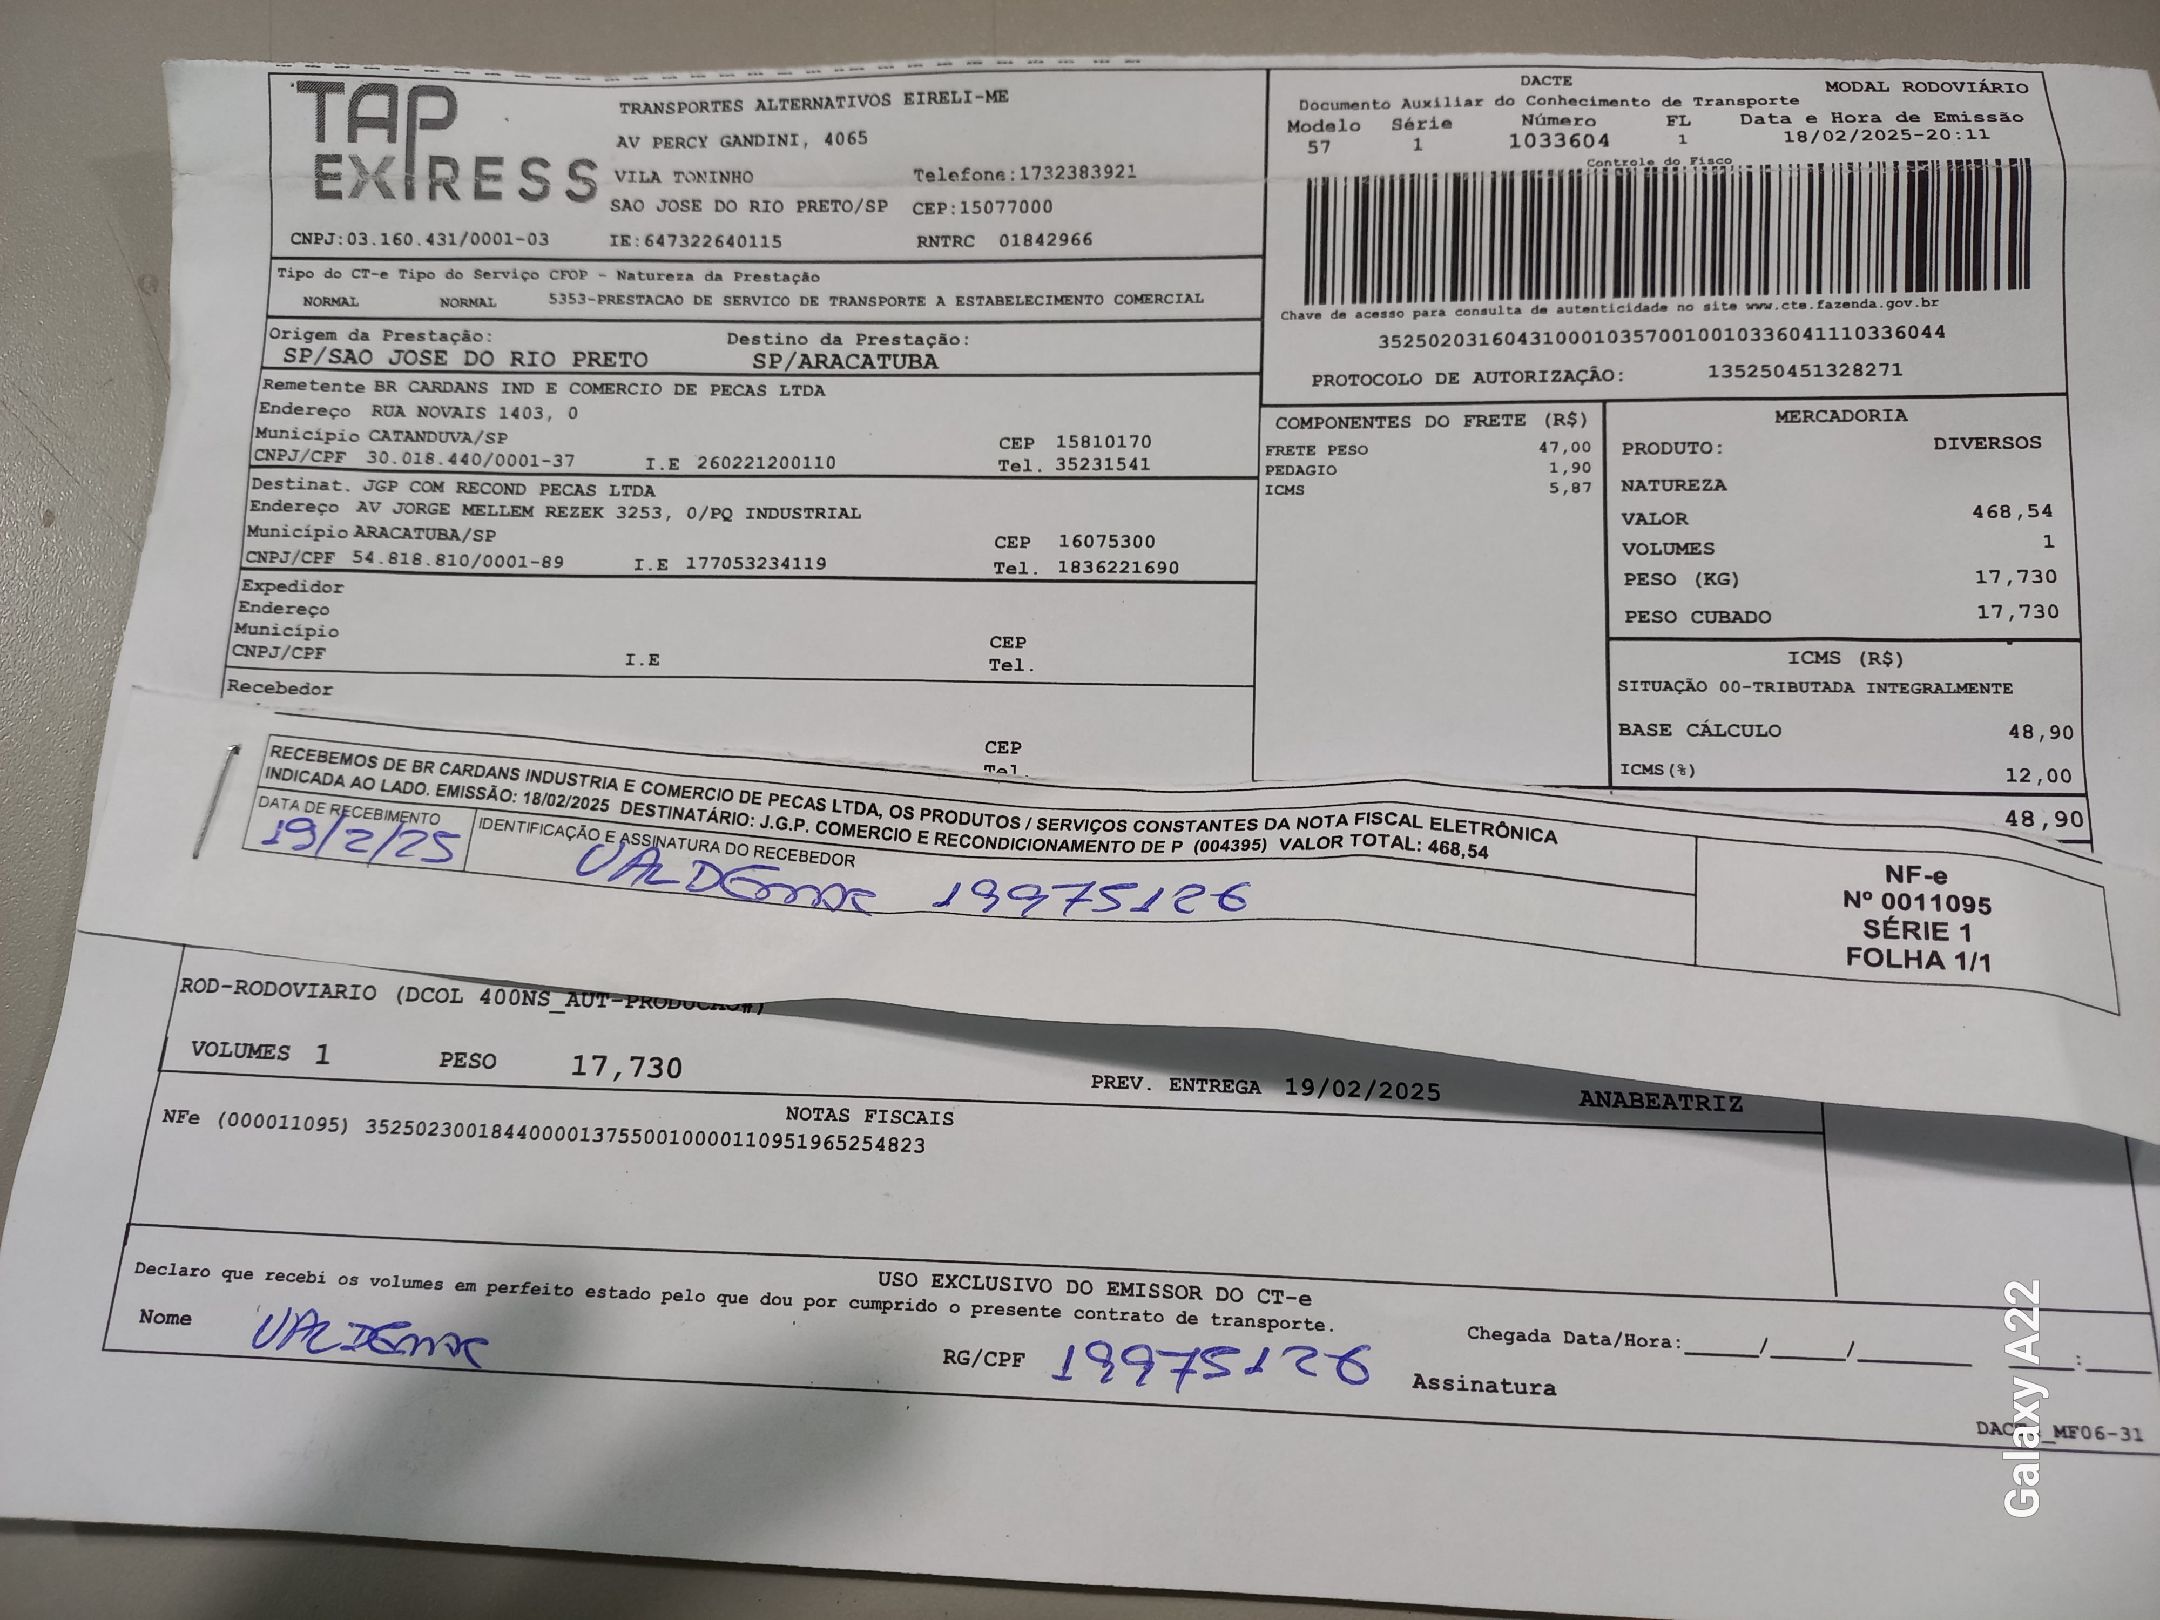 TAP EXPRESS
TRANSPORTES ALTERNATIVOS EIRELI-ME
AV PERCY GANDINI, 4065
VILA TONINHO Telefone:1732383921
SAO JOSE DO RIO PRETO/SP CEP:15077000
CNPJ:03.160.431/0001-03 IE:647322640115 RNTRC 01842966
DACTE MODAL RODOVIÁRIO
Documento Auxiliar do Conhecimento de Transporte
Modelo Série Número FL Data e Hora de Emissão
57 1 1033604 1 18/02/2025-20:11
Controle do Fisco
Chave de acesso para consulta de autenticidade no site www.cte.fazenda.gov.br
35250203160431000103570010010336041110336044
PROTOCOLO DE AUTORIZAÇÃO: 135250451328271
Tipo do CT-e Tipo do Serviço CFOP - Natureza da Prestação
NORMAL NORMAL 5353-PRESTACAO DE SERVICO DE TRANSPORTE A ESTABELECIMENTO COMERCIAL
Origem da Prestação: Destino da Prestação:
SP/SAO JOSE DO RIO PRETO SP/ARACATUBA
Remetente BR CARDANS IND E COMERCIO DE PECAS LTDA
Endereço RUA NOVAIS 1403, 0
Município CATANDUVA/SP CEP 15810170
CNPJ/CPF 30.018.440/0001-37 I.E 260221200110 Tel. 35231541
Destinat. JGP COM RECOND PECAS LTDA
Endereço AV JORGE MELLEM REZEK 3253, 0/PQ INDUSTRIAL
Município ARACATUBA/SP CEP 16075300
CNPJ/CPF 54.818.810/0001-89 I.E 177053234119 Tel. 1836221690
Expedidor
Endereço
Município CEP
CNPJ/CPF I.E Tel.
Recebedor
CEP
Tel.
COMPONENTES DO FRETE (R$)
FRETE PESO 47,00
PEDAGIO 1,90
ICMS 5,87
MERCADORIA
PRODUTO: DIVERSOS
NATUREZA
VALOR 468,54
VOLUMES 1
PESO (KG) 17,730
PESO CUBADO 17,730
ICMS (R$)
SITUAÇÃO 00-TRIBUTADA INTEGRALMENTE
BASE CÁLCULO 48,90
ICMS(%) 12,00
48,90
RECEBEMOS DE BR CARDANS INDUSTRIA E COMERCIO DE PECAS LTDA, OS PRODUTOS / SERVIÇOS CONSTANTES DA NOTA FISCAL ELETRÔNICA
INDICADA AO LADO. EMISSÃO: 18/02/2025 DESTINATÁRIO: J.G.P. COMERCIO E RECONDICIONAMENTO DE P (004395) VALOR TOTAL: 468,54
DATA DE RECEBIMENTO IDENTIFICAÇÃO E ASSINATURA DO RECEBEDOR
19/2/25 19975126
NF-e
Nº 0011095
SÉRIE 1
FOLHA 1/1
ROD-RODOVIARIO (DCOL 400NS_AUT-PRODUCAO#)
VOLUMES 1 PESO 17,730 PREV. ENTREGA 19/02/2025 ANABEATRIZ
NOTAS FISCAIS
NFe (000011095) 35250230018440000137550010000110951965254823
USO EXCLUSIVO DO EMISSOR DO CT-e
Declaro que recebi os volumes em perfeito estado pelo que dou por cumprido o presente contrato de transporte.
Nome RG/CPF 19975126 Assinatura
Chegada Data/Hora:_____/_____/________ ____:____
DACTE_MF06-31
Galaxy A22